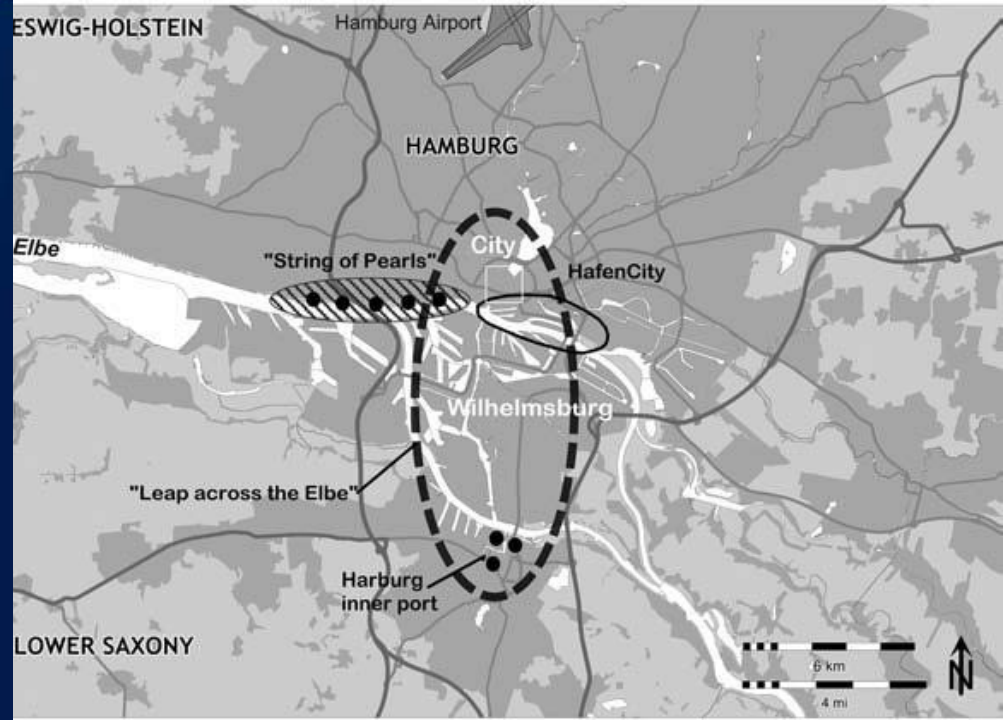 Hamburg Airport
ESWIG-HOLSTEIN
HAMBURG
Elbe
City
"String of Pearls"
HafenCity
Wilhelmsburg
"Leap across the Elbe"
Harburg
inner port
LOWER SAXONY
6 km
4 mi
N